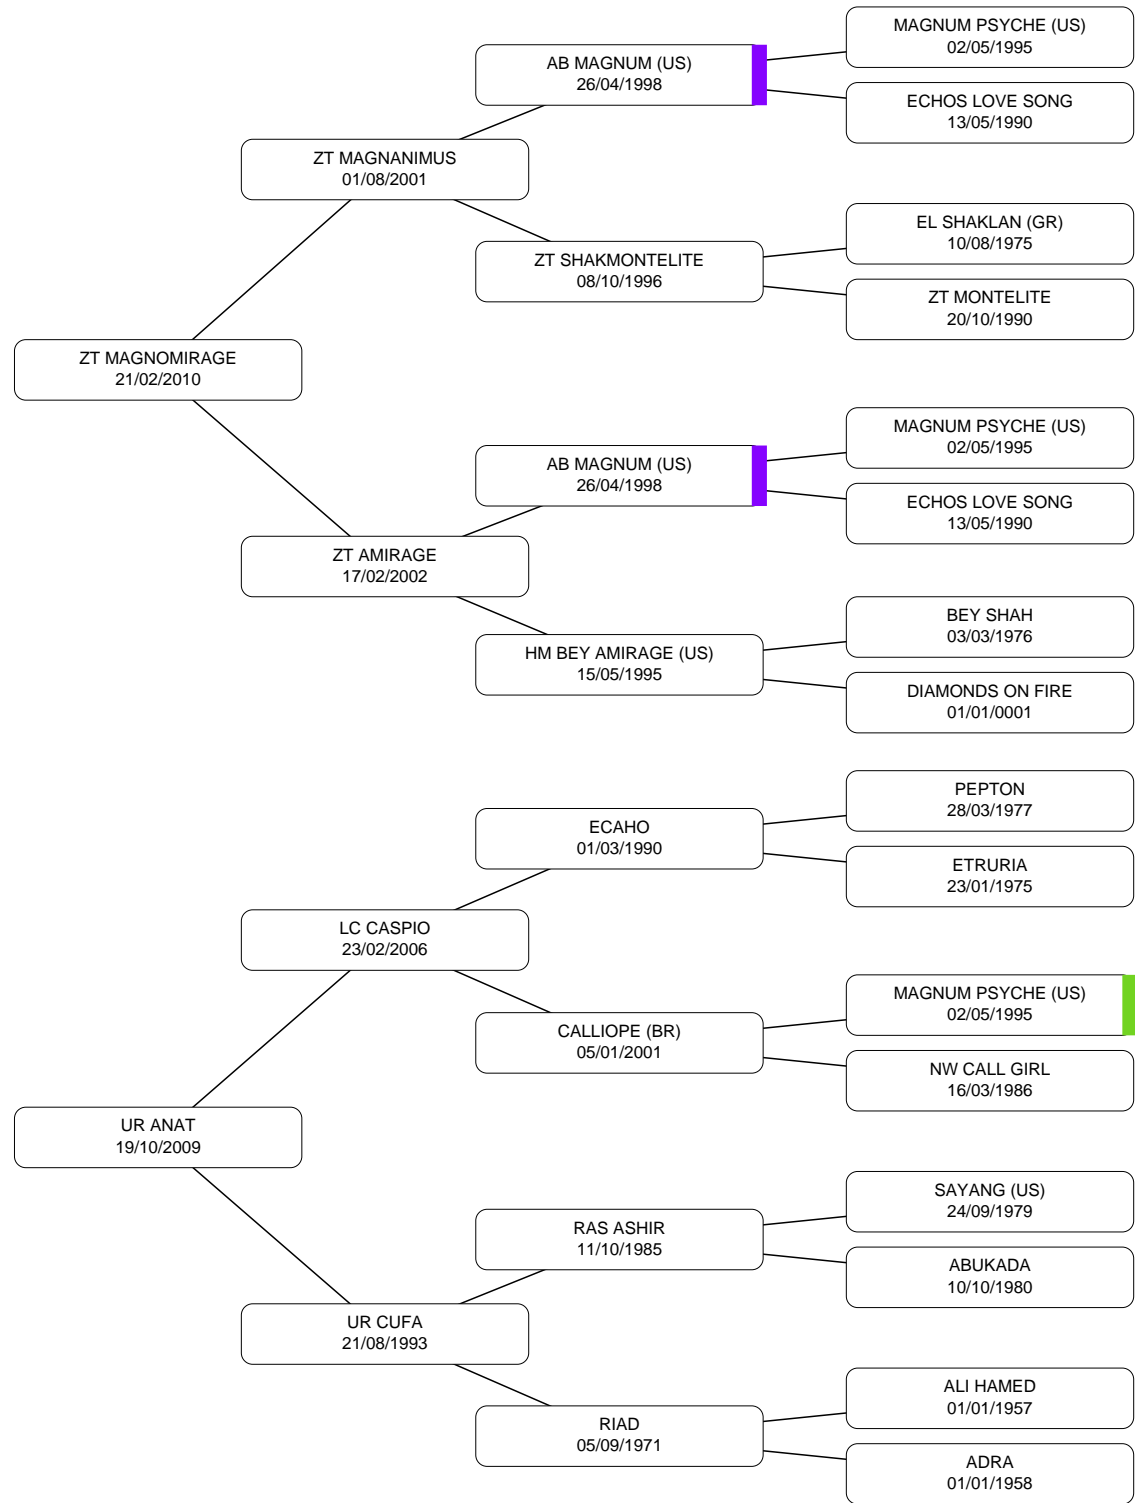 MAGNUM PSYCHE (US)
02/05/1995
AB MAGNUM (US)
26/04/1998
ECHOS LOVE SONG
13/05/1990
ZT MAGNANIMUS
01/08/2001
EL SHAKLAN (GR)
10/08/1975
ZT SHAKMONTELITE
08/10/1996
ZT MONTELITE
20/10/1990
ZT MAGNOMIRAGE
21/02/2010
MAGNUM PSYCHE (US)
02/05/1995
AB MAGNUM (US)
26/04/1998
ECHOS LOVE SONG
13/05/1990
ZT AMIRAGE
17/02/2002
BEY SHAH
03/03/1976
HM BEY AMIRAGE (US)
15/05/1995
DIAMONDS ON FIRE
01/01/0001
PEPTON
28/03/1977
ECAHO
01/03/1990
ETRURIA
23/01/1975
LC CASPIO
23/02/2006
MAGNUM PSYCHE (US)
02/05/1995
CALLIOPE (BR)
05/01/2001
NW CALL GIRL
16/03/1986
UR ANAT
19/10/2009
SAYANG (US)
24/09/1979
RAS ASHIR
11/10/1985
ABUKADA
10/10/1980
UR CUFA
21/08/1993
ALI HAMED
01/01/1957
RIAD
05/09/1971
ADRA
01/01/1958